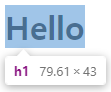 Hello
h1 79.61 × 43